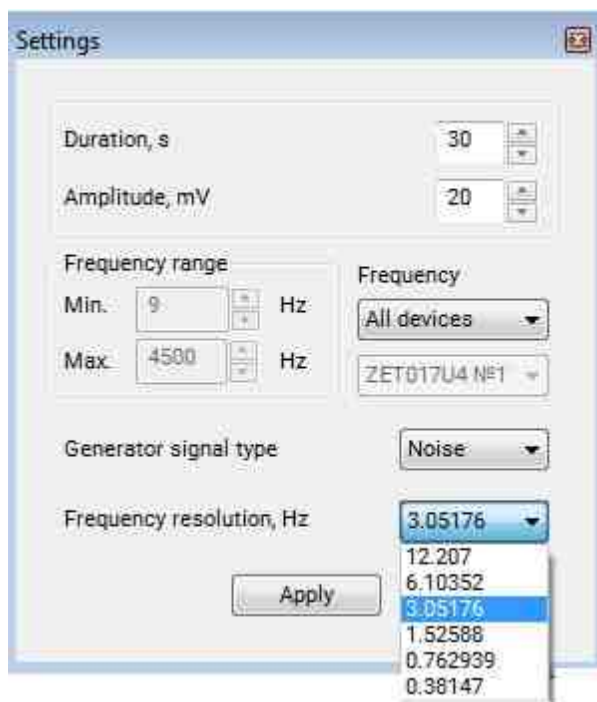 Settings
Duration, s 30
Amplitude, mV 20
Frequency range
Min. 9 Hz
Max. 4500 Hz
Frequency
All devices
ZET017U4 №1
Generator signal type Noise
Frequency resolution, Hz 3.05176
12.207
6.10352
3.05176
1.52588
0.762939
0.38147
Apply